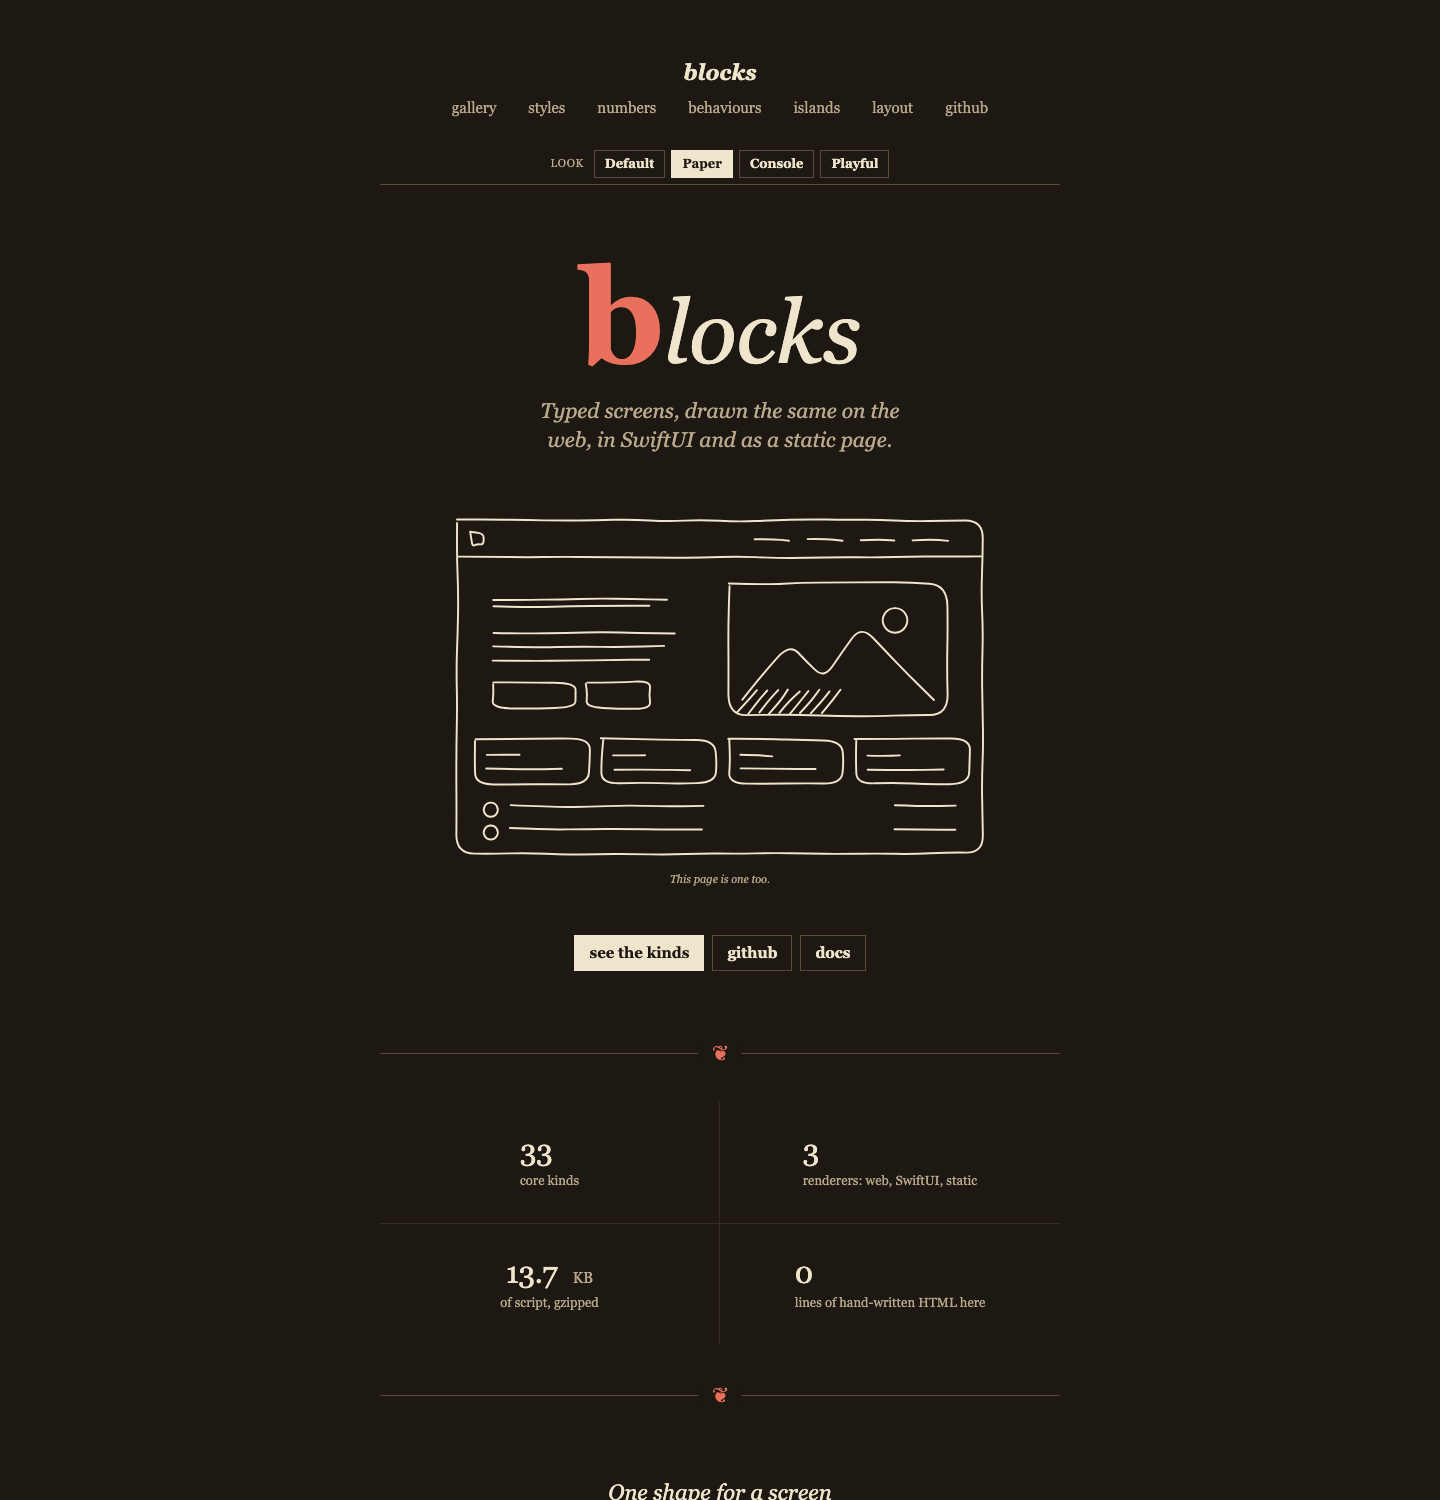 blocks
gallery styles numbers behaviours islands layout github
LOOK Default Paper Console Playful
blocks
Typed screens, drawn the same on the
web, in SwiftUI and as a static page.
This page is one too.
see the kinds github docs
33
core kinds
3
renderers: web, SwiftUI, static
13.7 KB
of script, gzipped
0
lines of hand-written HTML here
One shape for a screen